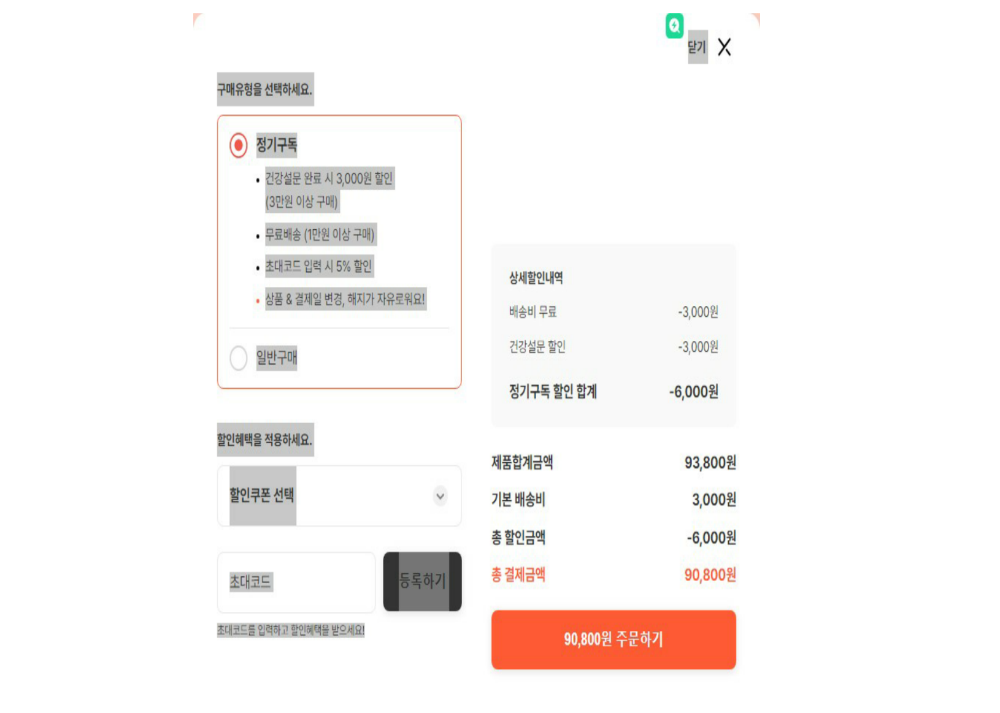 닫기
구매유형을 선택하세요.
정기구독
건강설문 완료 시 3,000원 할인
(3만원 이상 구매)
무료배송 (1만원 이상 구매)
초대코드 입력 시 5% 할인
상품 & 결제일 변경, 해지가 자유로워요!
일반구매
할인혜택을 적용하세요.
할인쿠폰 선택
초대코드
등록하기
초대코드를 입력하고 할인혜택을 받으세요!
상세할인내역
배송비 무료 -3,000원
건강설문 할인 -3,000원
정기구독 할인 합계 -6,000원
제품합계금액 93,800원
기본 배송비 3,000원
총 할인금액 -6,000원
총 결제금액 90,800원
90,800원 주문하기